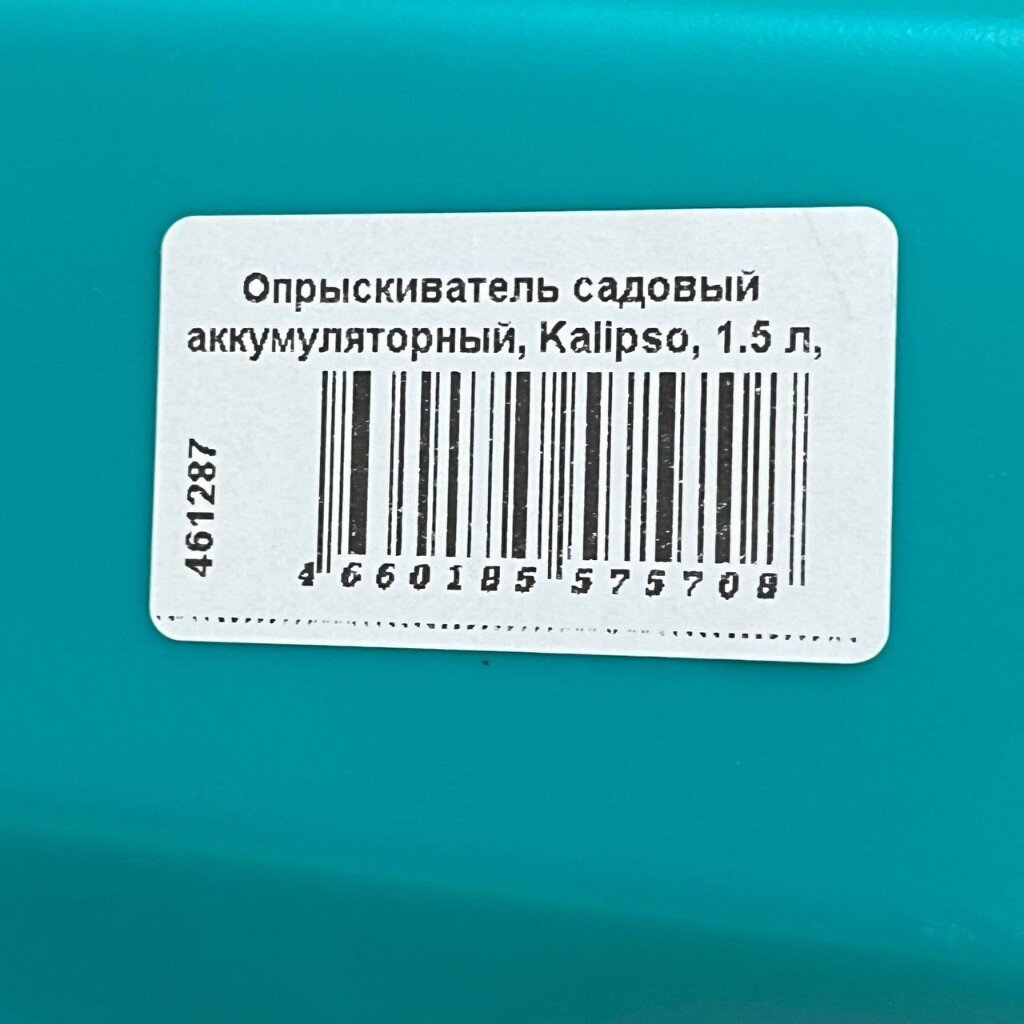 Опрыскиватель садовый
аккумуляторный, Kalipso, 1.5 л,
461287
4 660185 575708